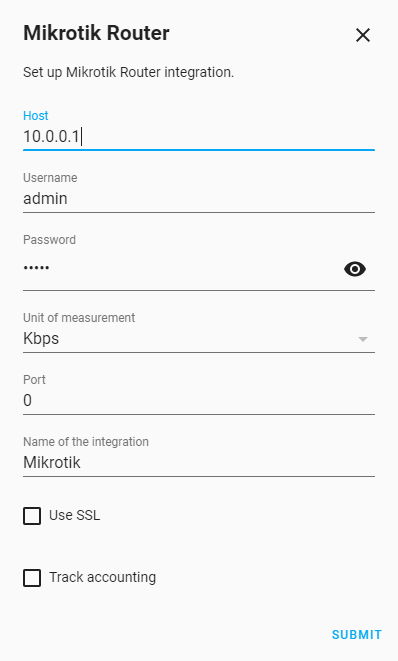 Mikrotik Router
Set up Mikrotik Router integration.
Host
10.0.0.1
Username
admin
Password
•••••
Unit of measurement
Kbps
Port
0
Name of the integration
Mikrotik
Use SSL
Track accounting
SUBMIT